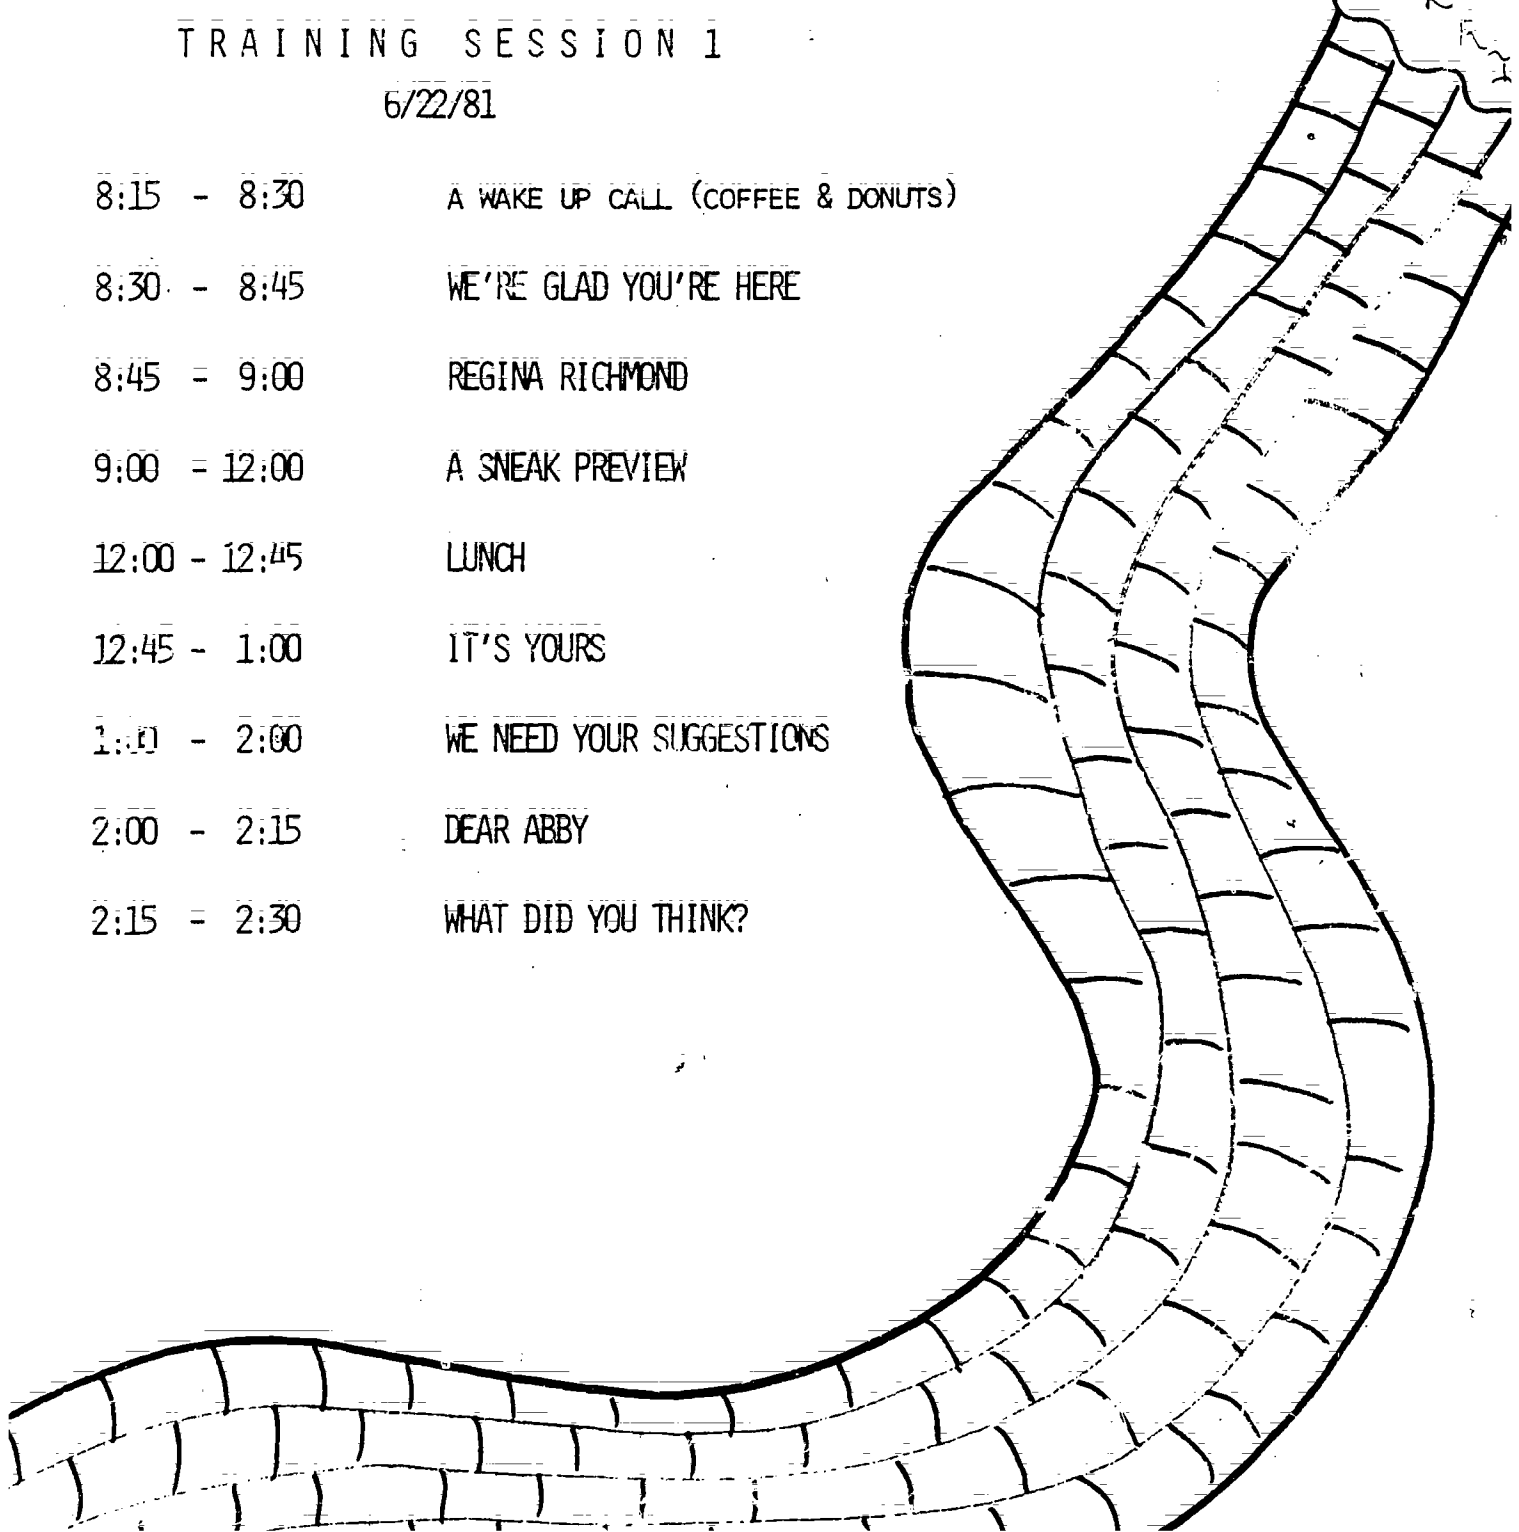 TRAINING SESSION 1
6/22/81
8:15 - 8:30 A WAKE UP CALL (COFFEE & DONUTS)
8:30 - 8:45 WE'RE GLAD YOU'RE HERE
8:45 - 9:00 REGINA RICHMOND
9:00 - 12:00 A SNEAK PREVIEW
12:00 - 12:45 LUNCH
12:45 - 1:00 IT'S YOURS
- 2:00 WE NEED YOUR SUGGESTIONS
2:00 - 2:15 DEAR ABBY
2:15 - 2:30 WHAT DID YOU THINK?